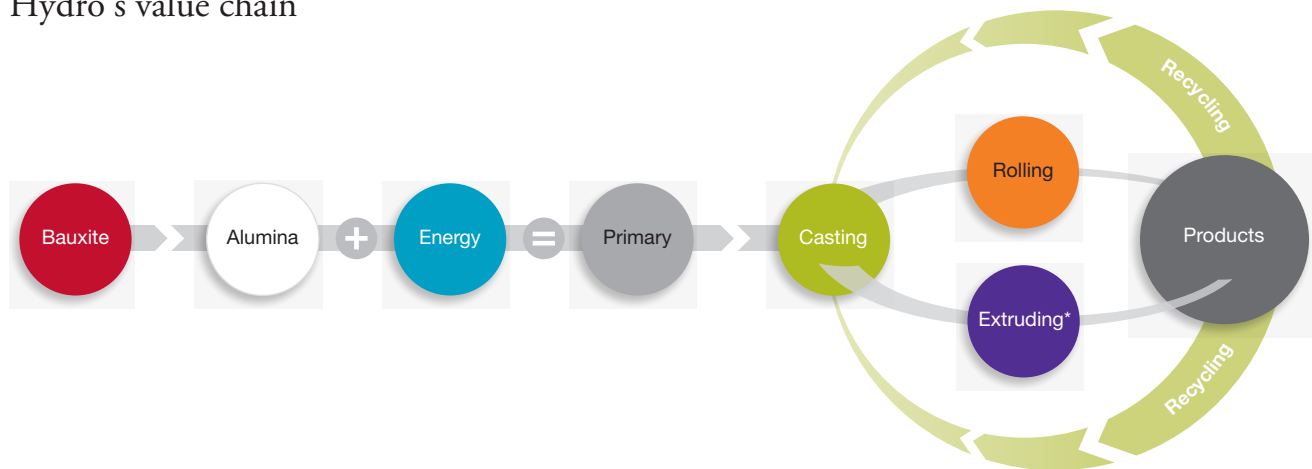 Hydro's value chain
Recycling
Rolling
Bauxite
Alumina
+
Energy
=
Primary
Casting
Products
Extruding*
Recycling